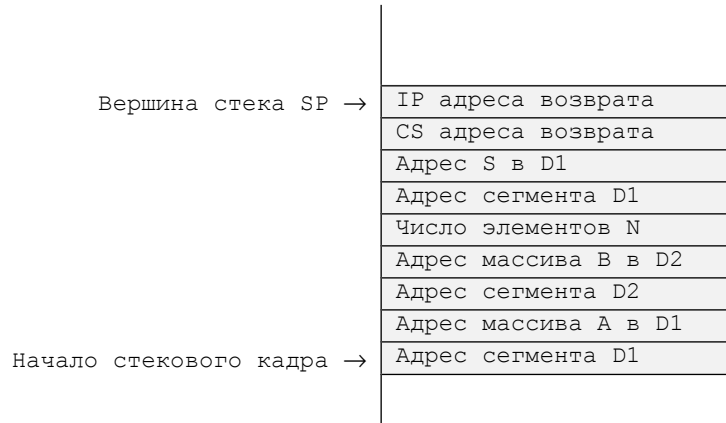 Вершина стека SP → IP адреса возврата
CS адреса возврата
Адрес S в D1
Адрес сегмента D1
Число элементов N
Адрес массива B в D2
Адрес сегмента D2
Адрес массива A в D1
Начало стекового кадра → Адрес сегмента D1